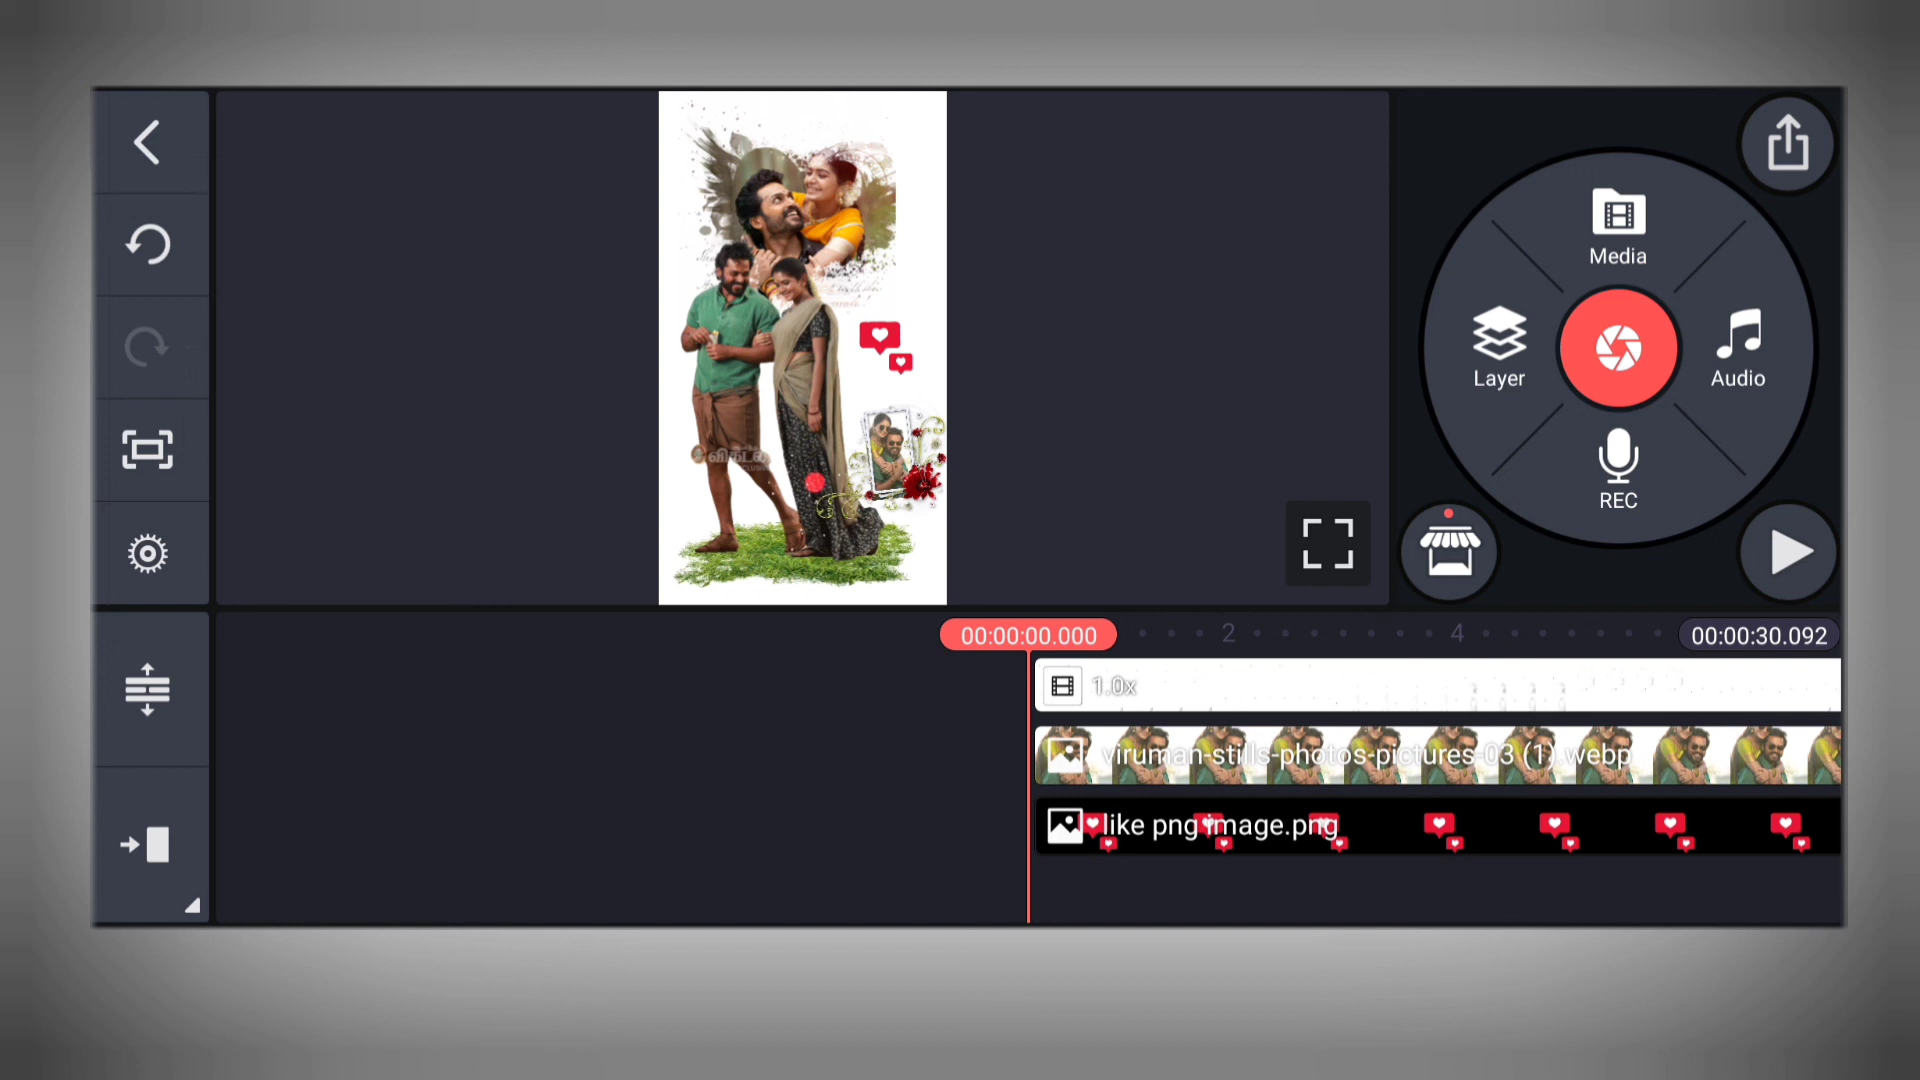 Media
Layer
Audio
REC
விகடன்
00:00:00.000
2
4
00:00:30.092
1.0x
viruman-stills-photos-pictures-03 (1).webp
like png image.png